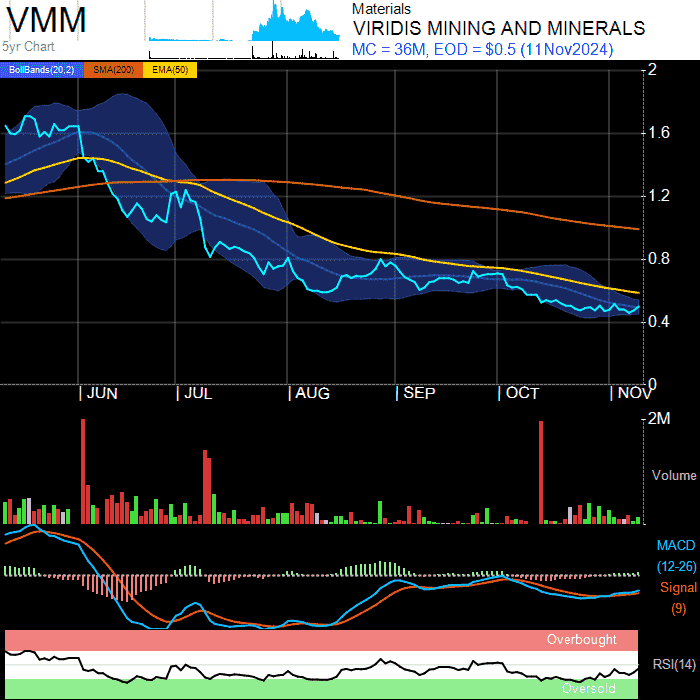 VMM
5yr Chart
Materials
VIRIDIS MINING AND MINERALS
MC = 36M, EOD = $0.5 (11Nov2024)
BollBands(20,2) SMA(200) EMA(50)
2
1.6
1.2
0.8
0.4
0
| JUN | JUL | AUG | SEP | OCT | NOV
2M
Volume
MACD
(12-26)
Signal
(9)
Overbought
RSI(14)
Oversold